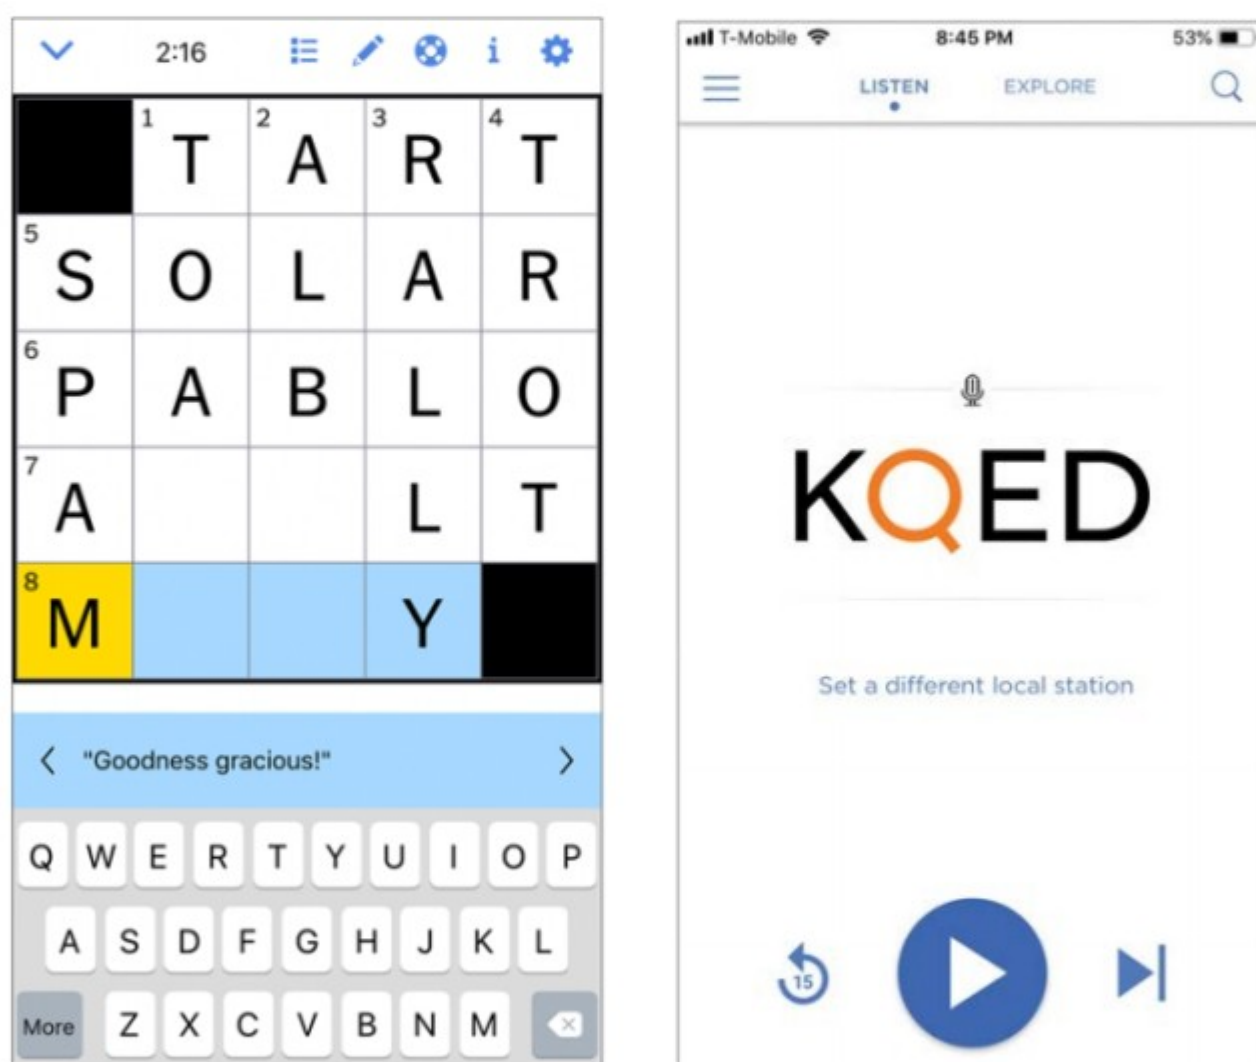 2:16
1 T 2 A 3 R 4 T
5 S O L A R
6 P A B L O
7 A L T
8 M Y
"Goodness gracious!"
Q W E R T Y U I O P
A S D F G H J K L
More Z X C V B N M
T-Mobile 8:45 PM 53%
LISTEN EXPLORE
KQED
Set a different local station
15